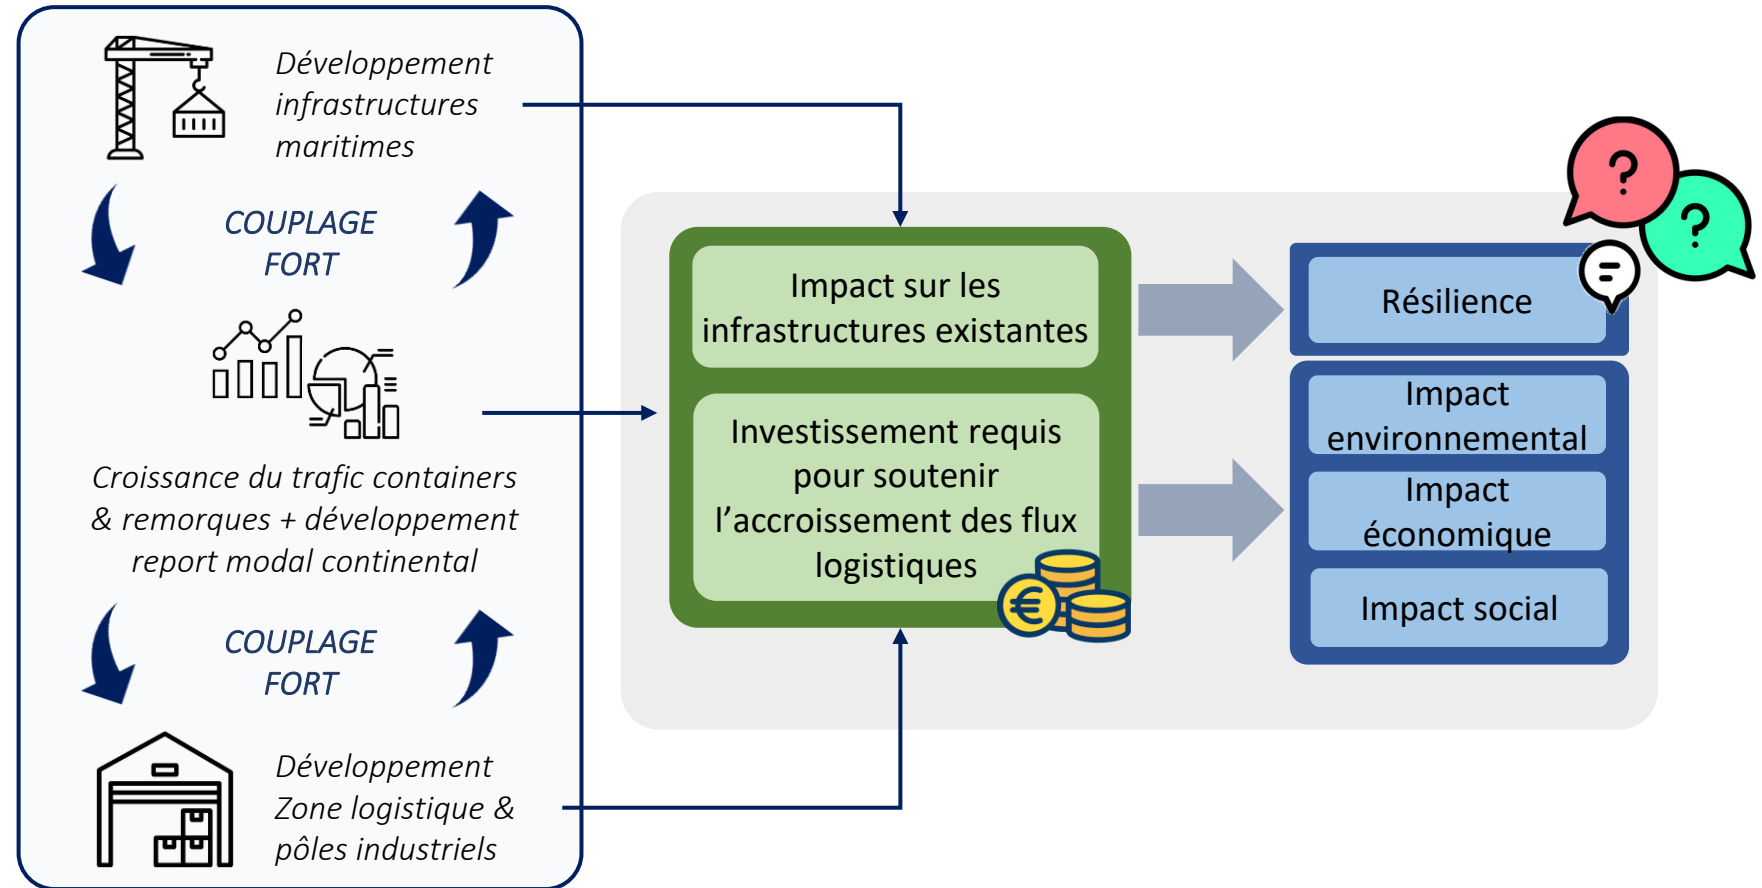 Développement
infrastructures
maritimes
COUPLAGE
FORT
Croissance du trafic containers
& remorques + développement
report modal continental
COUPLAGE
FORT
Développement
Zone logistique &
pôles industriels
Impact sur les
infrastructures existantes
Investissement requis
pour soutenir
l’accroissement des flux
logistiques
€
Résilience
Impact
environnemental
Impact
économique
Impact social
?
?